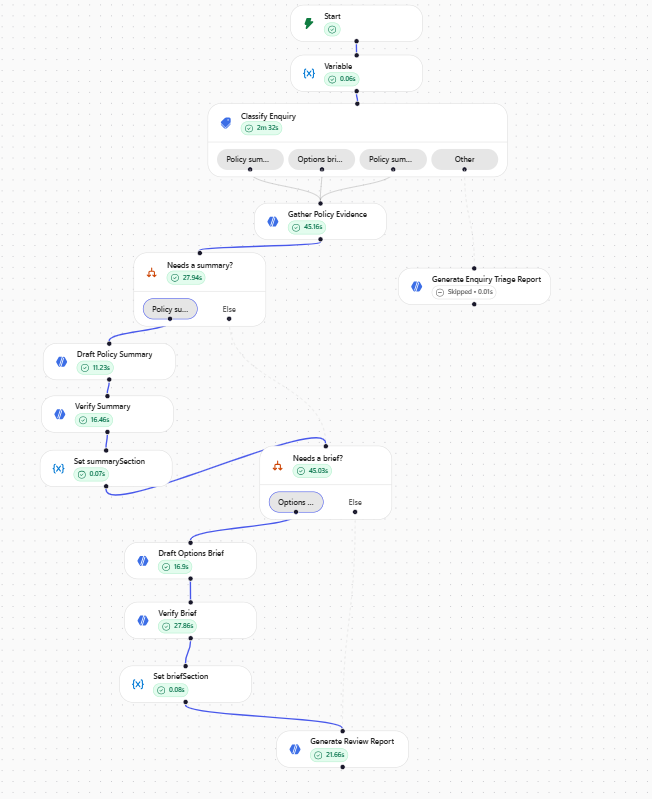 Start
Variable
{x}
0.06s
Classify Enquiry
2m 32s
Policy sum...
Options bri...
Policy sum...
Other
Gather Policy Evidence
45.16s
Needs a summary?
27.94s
Policy su...
Else
Generate Enquiry Triage Report
Skipped • 0.01s
Draft Policy Summary
11.23s
Verify Summary
16.46s
Set summarySection
{x}
0.07s
Needs a brief?
45.03s
Options ...
Else
Draft Options Brief
16.9s
Verify Brief
27.86s
Set briefSection
{x}
0.08s
Generate Review Report
21.66s